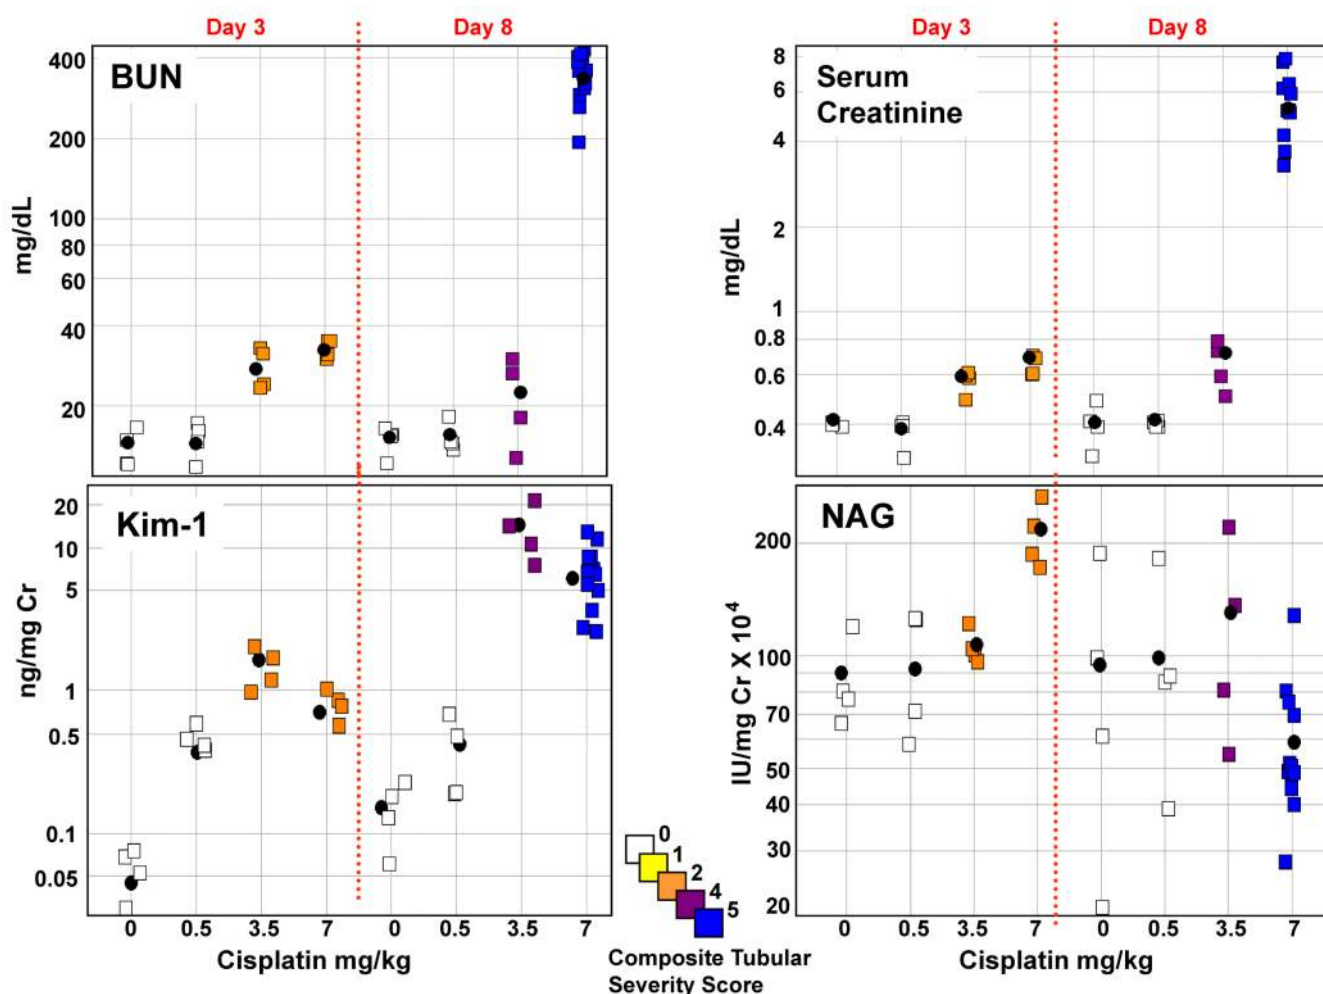 Day 3
Day 8
Day 3
Day 8
BUN
mg/dL
400
200
100
80
60
40
20
Serum
Creatinine
mg/dL
8
6
4
2
1
0.8
0.6
0.4
Kim-1
ng/mg Cr
20
10
5
1
0.5
0.1
0.05
0 0.5 3.5 7 0 0.5 3.5 7
Cisplatin mg/kg
0
1
2
4
5
Composite Tubular
Severity Score
NAG
IU/mg Cr X 10⁴
200
100
70
50
40
30
20
0 0.5 3.5 7 0 0.5 3.5 7
Cisplatin mg/kg